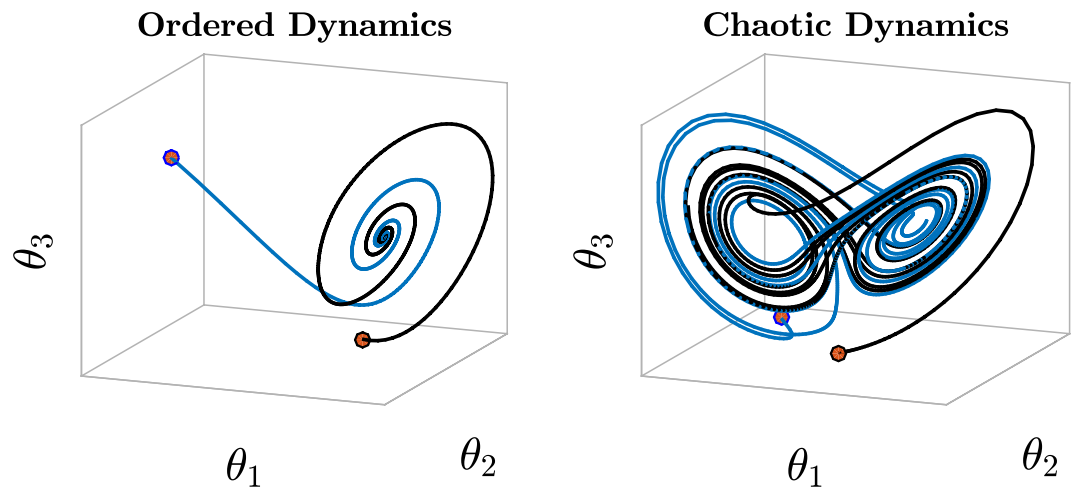 Ordered Dynamics
θ3
θ1
θ2
Chaotic Dynamics
θ3
θ1
θ2